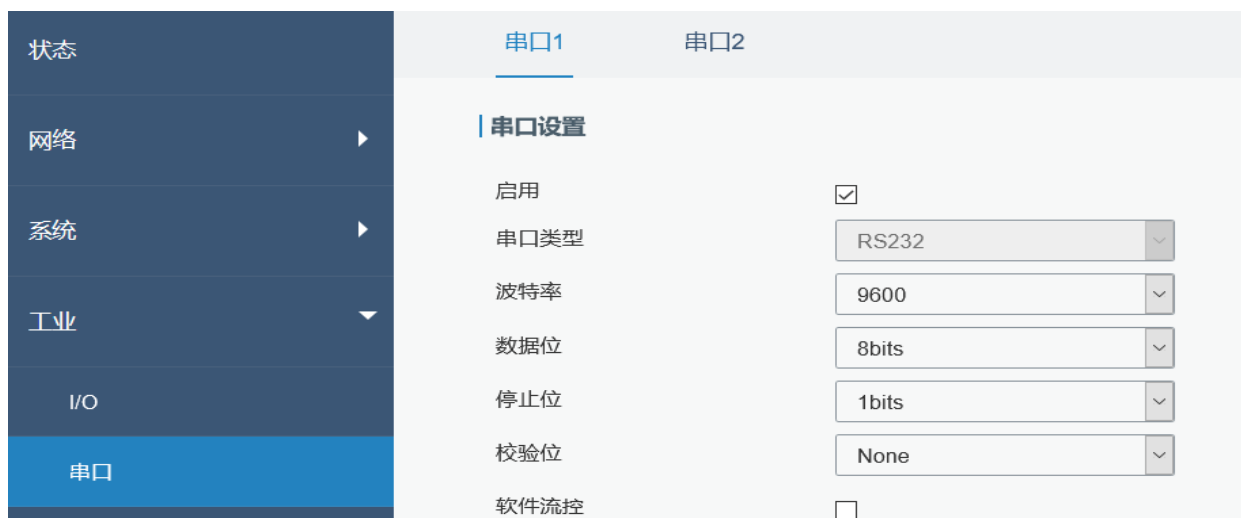 状态
网络
系统
工业
I/O
串口
串口1 串口2
串口设置
启用
串口类型 RS232
波特率 9600
数据位 8bits
停止位 1bits
校验位 None
软件流控